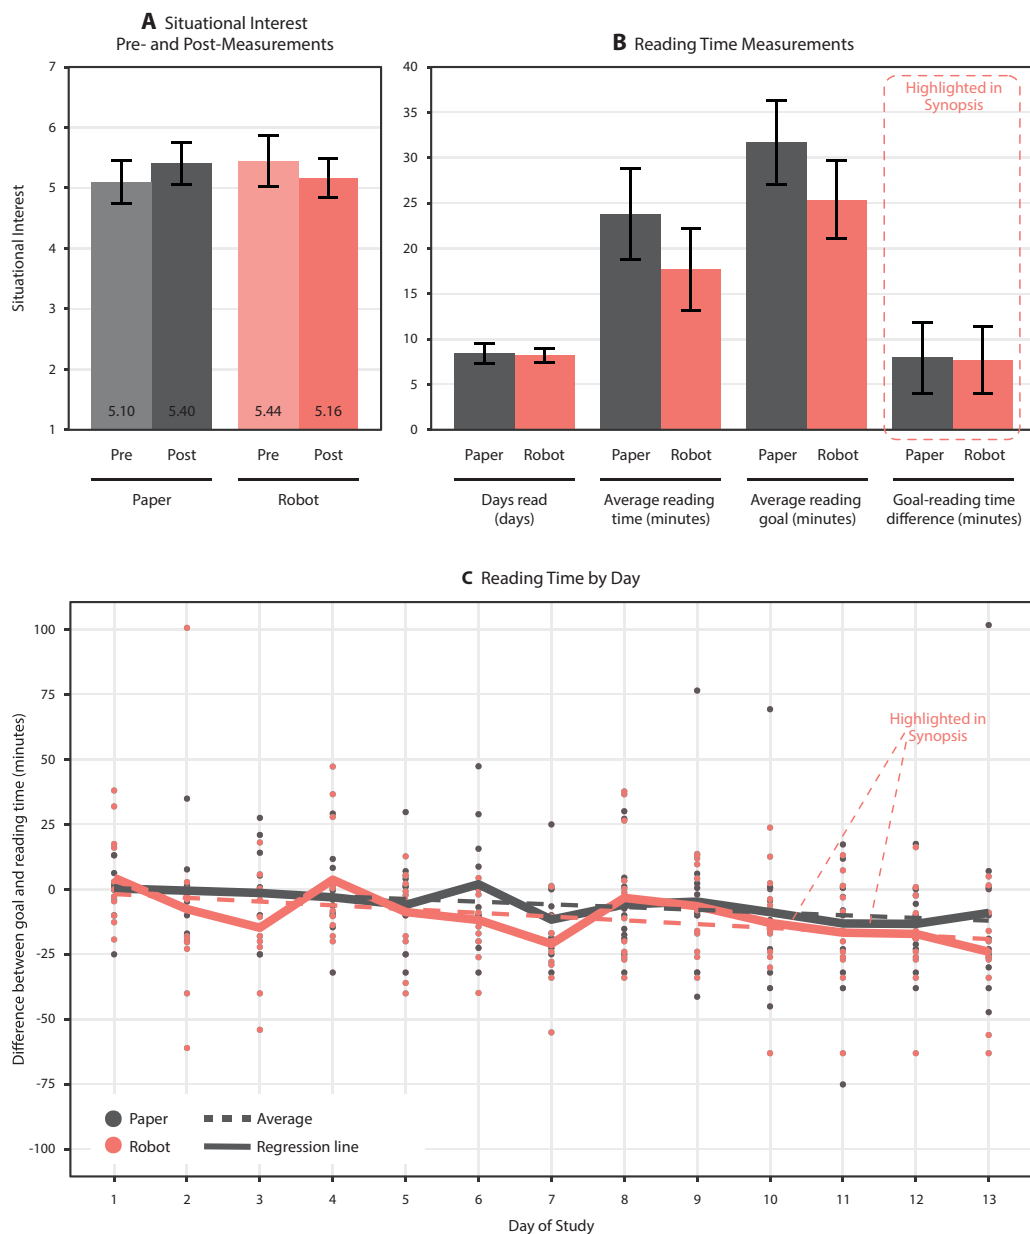 A Situational Interest
Pre- and Post-Measurements
Situational Interest
7
6
5
4
3
2
1
5.10
5.40
5.44
5.16
Pre
Post
Pre
Post
Paper
Robot
B Reading Time Measurements
40
35
30
25
20
15
10
5
0
Highlighted in
Synopsis
Paper
Robot
Paper
Robot
Paper
Robot
Paper
Robot
Days read
(days)
Average reading
time (minutes)
Average reading
goal (minutes)
Goal-reading time
difference (minutes)
C Reading Time by Day
Difference between goal and reading time (minutes)
100
75
50
25
0
-25
-50
-75
-100
Highlighted in
Synopsis
Paper
Average
Robot
Regression line
1
2
3
4
5
6
7
8
9
10
11
12
13
Day of Study